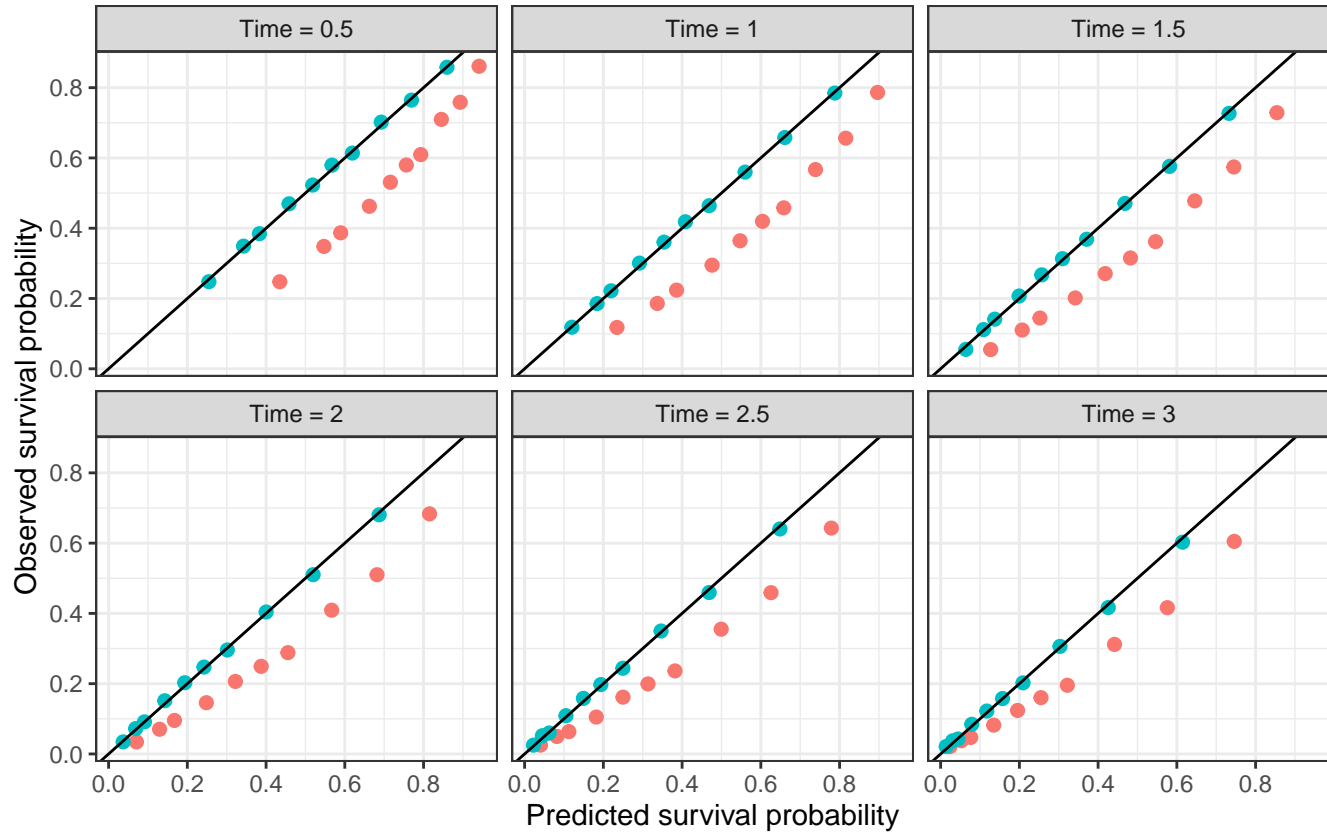 Time = 0.5
Time = 1
Time = 1.5
0.8
0.6
0.4
0.2
0.0
Time = 2
Time = 2.5
Time = 3
0.8
0.6
0.4
0.2
0.0
0.0 0.2 0.4 0.6 0.8
0.0 0.2 0.4 0.6 0.8
0.0 0.2 0.4 0.6 0.8
Observed survival probability
Predicted survival probability